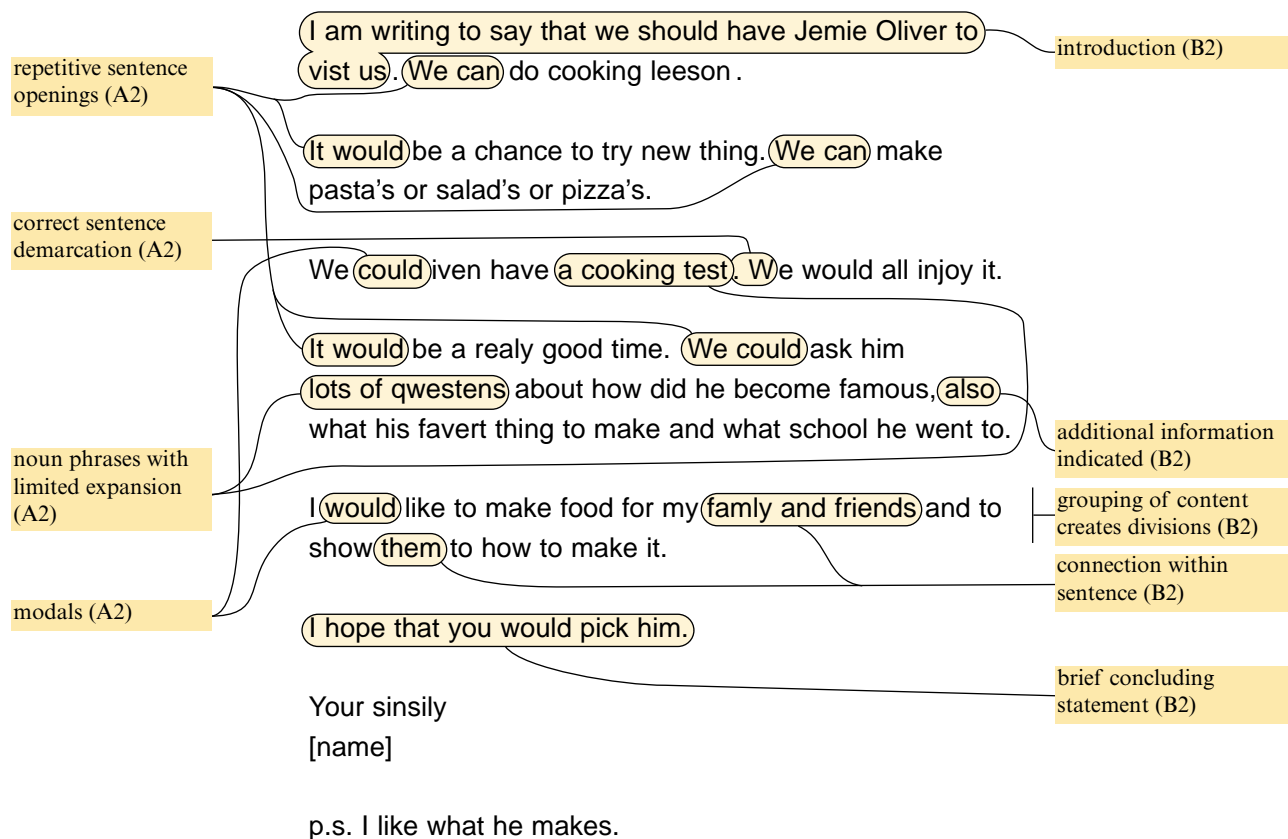 I am writing to say that we should have Jemie Oliver to
introduction (B2)
repetitive sentence
openings (A2)
vist us. We can do cooking leeson.
It would be a chance to try new thing. We can make
pasta's or salad's or pizza's.
correct sentence
demarcation (A2)
We could iven have a cooking test. We would all injoy it.
It would be a realy good time. We could ask him
lots of qwestens about how did he become famous, also
what his favert thing to make and what school he went to.
additional information
indicated (B2)
noun phrases with
limited expansion
(A2)
I would like to make food for my famly and friends and to
show them to how to make it.
grouping of content
creates divisions (B2)
connection within
sentence (B2)
modals (A2)
I hope that you would pick him.
brief concluding
statement (B2)
Your sinsily
[name]
p.s. I like what he makes.